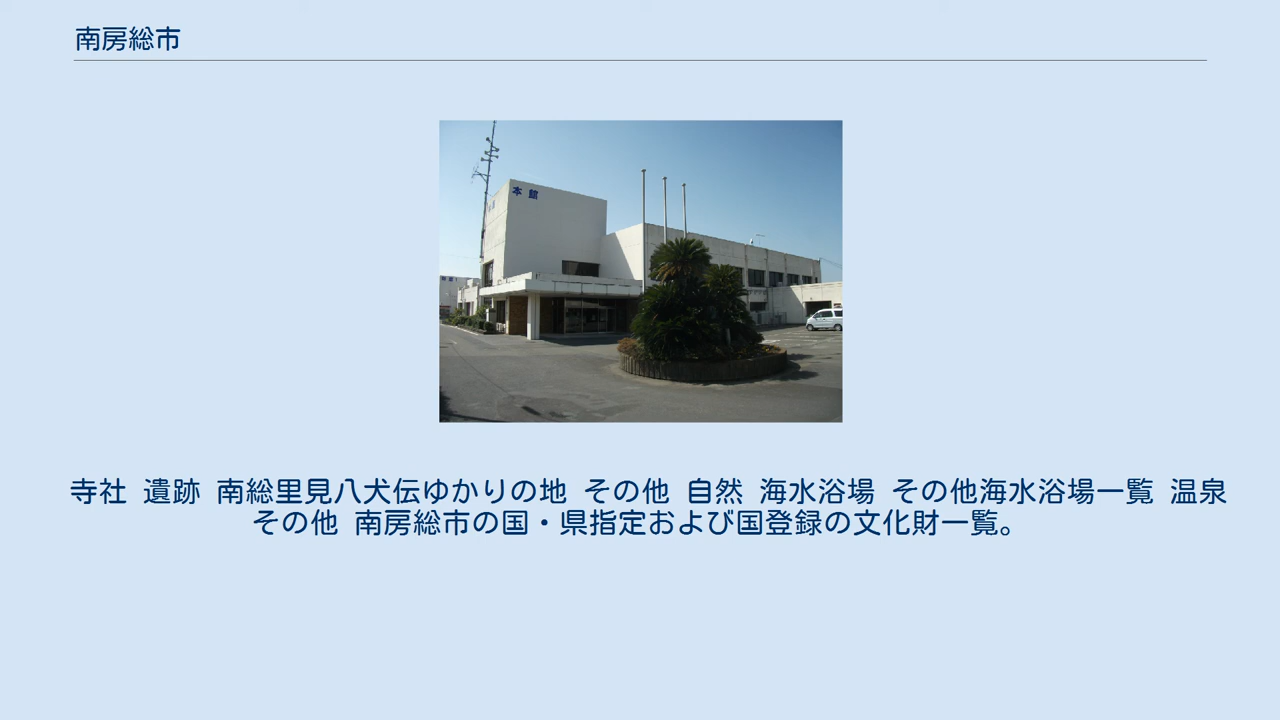 南房総市
本館
寺社 遺跡 南総里見八犬伝ゆかりの地 その他 自然 海水浴場 その他海水浴場一覧 温泉
その他 南房総市の国・県指定および国登録の文化財一覧。